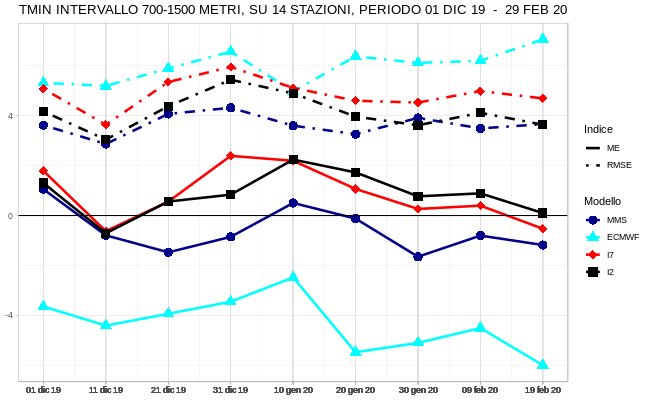 TMIN INTERVALLO 700-1500 METRI, SU 14 STAZIONI, PERIODO 01 DIC 19 - 29 FEB 20
4
0
-4
01 dic 19 11 dic 19 21 dic 19 31 dic 19 10 gen 20 20 gen 20 30 gen 20 09 feb 20 19 feb 20
Indice
ME
RMSE
Modello
MMS
ECMWF
I7
I2